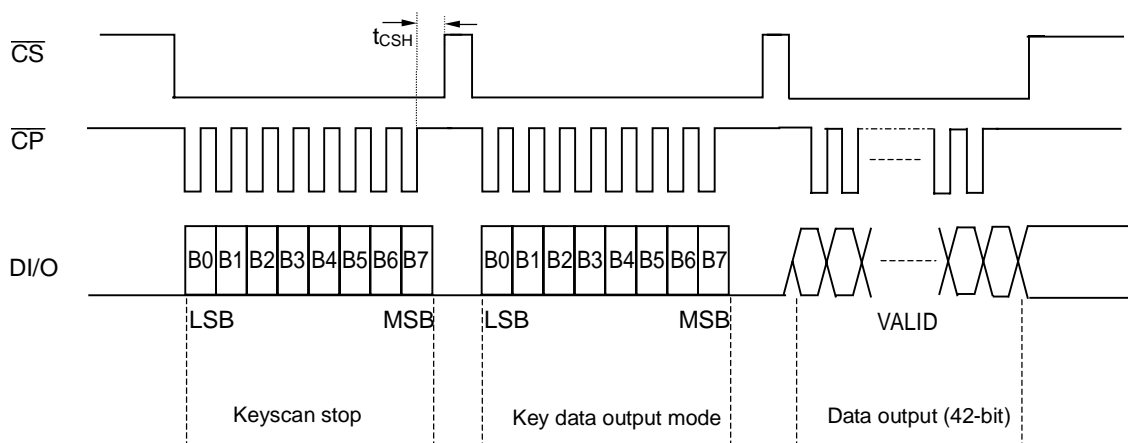 tCSH
CS
CP
DI/O B0 B1 B2 B3 B4 B5 B6 B7 B0 B1 B2 B3 B4 B5 B6 B7
LSB MSB LSB MSB VALID
Keyscan stop Key data output mode Data output (42-bit)